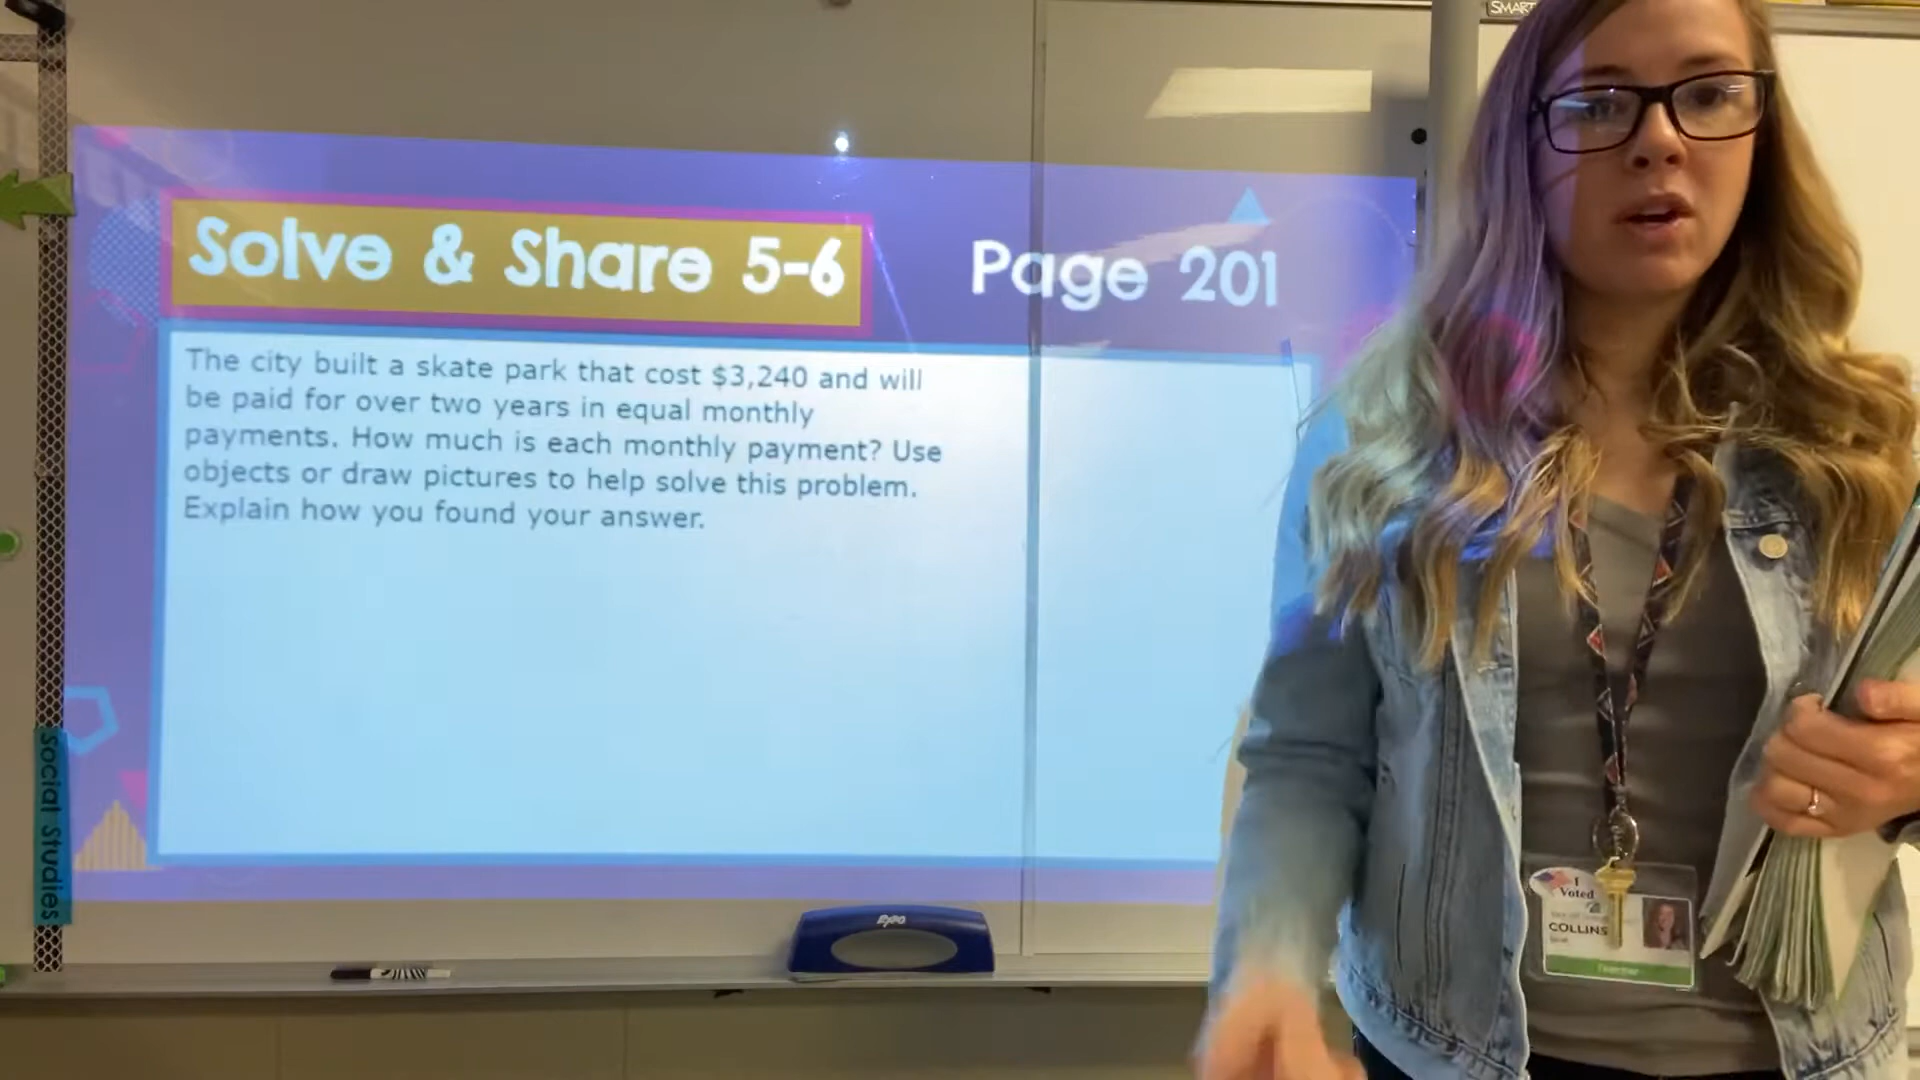 SMART
Solve & Share 5-6
Page 201
The city built a skate park that cost $3,240 and will
be paid for over two years in equal monthly
payments. How much is each monthly payment? Use
objects or draw pictures to help solve this problem.
Explain how you found your answer.
Social Studies
EXPO
I
Voted
COLLINS
Teacher